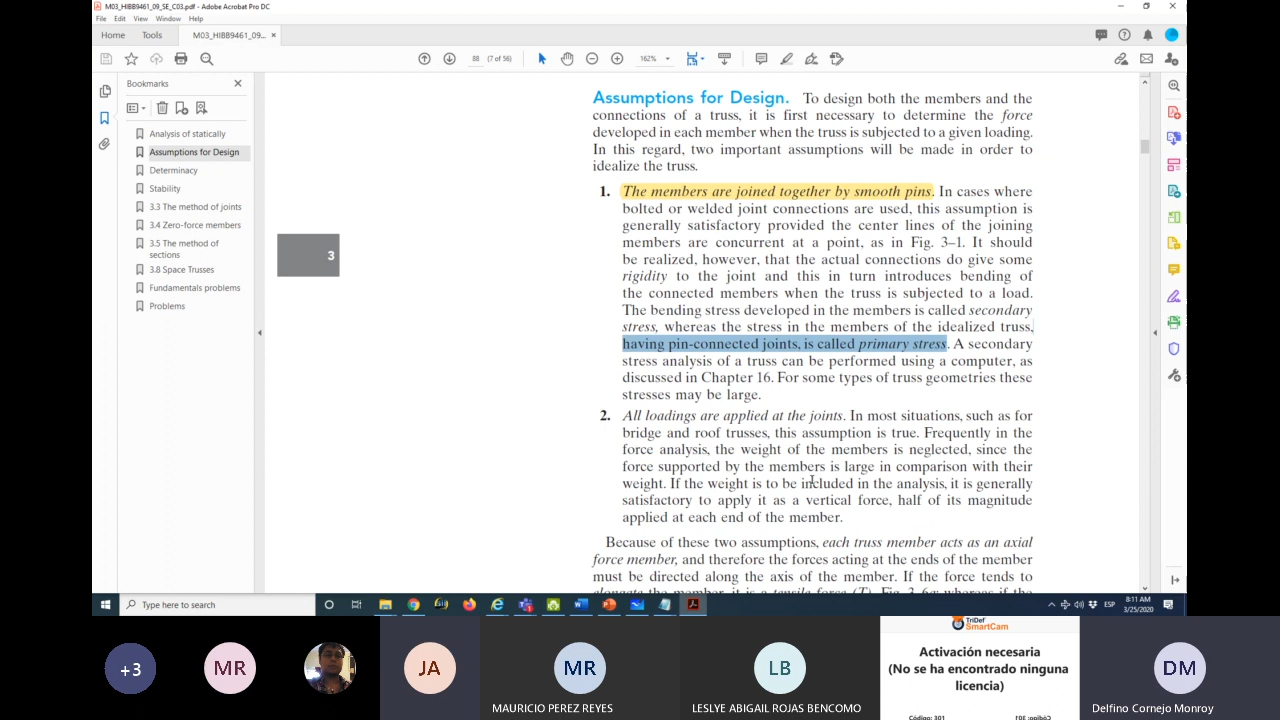 M03_HIBB9461_09_SE_C03.pdf - Adobe Acrobat Pro DC
File Edit View Window Help
Home Tools M03_HIBB9461_09... ×
88 (7 of 56) 162%
Bookmarks
Analysis of statically
Assumptions for Design
Determinacy
Stability
3.3 The method of joints
3.4 Zero-force members
3.5 The method of
sections
3.8 Space Trusses
Fundamentals problems
Problems
3
Assumptions for Design. To design both the members and the
connections of a truss, it is first necessary to determine the force
developed in each member when the truss is subjected to a given loading.
In this regard, two important assumptions will be made in order to
idealize the truss.
1. The members are joined together by smooth pins. In cases where
bolted or welded joint connections are used, this assumption is
generally satisfactory provided the center lines of the joining
members are concurrent at a point, as in Fig. 3–1. It should
be realized, however, that the actual connections do give some
rigidity to the joint and this in turn introduces bending of
the connected members when the truss is subjected to a load.
The bending stress developed in the members is called secondary
stress, whereas the stress in the members of the idealized truss,
having pin-connected joints, is called primary stress. A secondary
stress analysis of a truss can be performed using a computer, as
discussed in Chapter 16. For some types of truss geometries these
stresses may be large.
2. All loadings are applied at the joints. In most situations, such as for
bridge and roof trusses, this assumption is true. Frequently in the
force analysis, the weight of the members is neglected, since the
force supported by the members is large in comparison with their
weight. If the weight is to be included in the analysis, it is generally
satisfactory to apply it as a vertical force, half of its magnitude
applied at each end of the member.
Because of these two assumptions, each truss member acts as an axial
force member, and therefore the forces acting at the ends of the member
must be directed along the axis of the member. If the force tends to
elongate the member, it is a tensile force (T), Fig. 3–6a; whereas if the
Type here to search
ESP
8:11 AM
3/25/2020
+3
MR
JA
MR
MAURICIO PEREZ REYES
LB
LESLYE ABIGAIL ROJAS BENCOMO
TriDef
SmartCam
Activación necesaria
(No se ha encontrado ninguna
licencia)
Código: 301
DM
Delfino Cornejo Monroy